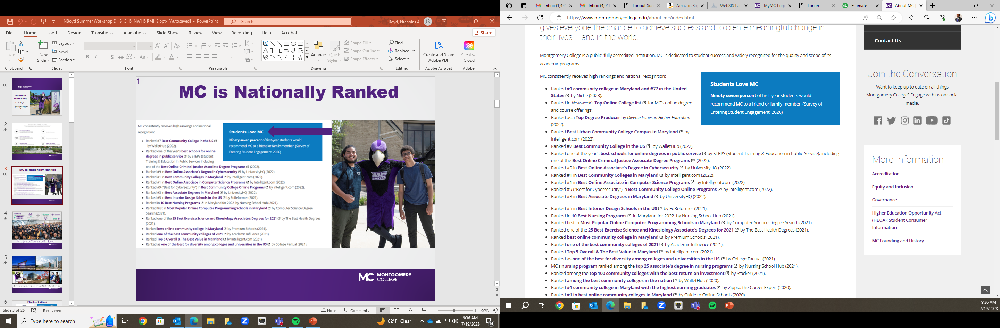 NBoyd Summer Workshop DHS, CHS, NWHS RMHS.pptx [Autosaved] - PowerPoint
Search
Boyd, Nicholas A
File Home Insert Design Transitions Animations Slide Show Review View Recording Help Acrobat
Share
Paste
Clipboard
New Slide
Layout
Reset
Section
Slides
Font
Paragraph
Arrange
Quick Styles
Shape Fill
Shape Outline
Shape Effects
Drawing
Find
Replace
Select
Editing
Create and Share
Adobe PDF
Adobe Acrobat
Creative
Cloud
Adobe
1
Summer
Workshop
2
3
MC is Nationally Ranked
4
Picture Yourself Here
5
6
Flexible Options
1
MC is Nationally Ranked
MC consistently receives high rankings and national
recognition:
Students Love MC
Ninety-seven percent of first-year students would
recommend MC to a friend or family member. (Survey of
Entering Student Engagement, 2020)
• Ranked #7 Best Community College in the US
by WalletHub (2022).
• Ranked one of the year's best schools for online
degrees in public service by STEPS (Student
Training & Education in Public Service), including
one of the Best Online Criminal Justice Associate Degree Programs (2022).
• Ranked #9 in Best Online Associate's Degree in Cybersecurity by UniversityHQ (2022).
• Ranked #1 in Best Community Colleges in Maryland by Intelligent.com (2022).
• Ranked #1 in Best Online Associate in Computer Science Programs by Intelligent.com (2022).
• Ranked #9 ("Best for Cybersecurity") in Best Community College Online Programs by Intelligent.com (2022).
• Ranked #3 in Best Associate Degrees in Maryland by UniversityHQ (2022).
• Ranked #5 in Best Interior Design Schools in the US by EdReformer (2021).
• Ranked in 10 Best Nursing Programs in Maryland for 2022 by Nursing School Hub (2021).
• Ranked first in Most Popular Online Computer Programming Schools in Maryland by Computer Science Degree
Search (2021).
• Ranked one of the 25 Best Exercise Science and Kinesiology Associate's Degrees for 2021 by The Best Health Degrees
(2021).
• Ranked best online community college in Maryland by Premium Schools (2021).
• Ranked one of the best community colleges of 2021 by Academic Influence (2021).
• Ranked Top 5 Overall & The Best Value in Maryland by Intelligent.com (2021).
• Ranked as one of the best for diversity among colleges and universities in the US by College Factual (2021).
MC
RAPTORS
MC MONTGOMERY
COLLEGE
Slide 3 of 26
Recovered
Notes
Comments
90%
Type here to search
82°F Clear
9:36 AM
7/19/2023
14
Inbox (1,44
Inbox (4,01
Logout Suc
Amazon Sig
WebSIS Lan
MyMC Log
Log in
Estimate
About MC
https://www.montgomerycollege.edu/about-mc/index.html
gives everyone the chance to achieve success and to create meaningful change in
their lives – and in the world.
Montgomery College is a public, fully accredited institution. MC is dedicated to student success and widely recognized for the quality and scope of its
academic programs.
MC consistently receives high rankings and national recognition:
Students Love MC
Ninety-seven percent of first-year students would
recommend MC to a friend or family member. (Survey of
Entering Student Engagement, 2020)
• Ranked #1 community college in Maryland and #77 in the United
States by Niche (2023).
• Ranked in Newsweek's Top Online College list for MC's online degree
and course offerings.
• Ranked as a Top Degree Producer by Diverse Issues in Higher Education
(2022).
• Ranked Best Urban Community College Campus in Maryland by
Intelligent.com (2022).
• Ranked #7 Best Community College in the US by WalletHub (2022).
• Ranked one of the year's best schools for online degrees in public service by STEPS (Student Training & Education in Public Service), including
one of the Best Online Criminal Justice Associate Degree Programs (2022).
• Ranked #9 in Best Online Associate's Degree in Cybersecurity by UniversityHQ (2022).
• Ranked #1 in Best Community Colleges in Maryland by Intelligent.com (2022).
• Ranked #1 in Best Online Associate in Computer Science Programs by Intelligent.com (2022).
• Ranked #9 ("Best for Cybersecurity") in Best Community College Online Programs by Intelligent.com (2022).
• Ranked #3 in Best Associate Degrees in Maryland by UniversityHQ (2022).
• Ranked #5 in Best Interior Design Schools in the US by EdReformer (2021).
• Ranked in 10 Best Nursing Programs in Maryland for 2022 by Nursing School Hub (2021).
• Ranked first in Most Popular Online Computer Programming Schools in Maryland by Computer Science Degree Search (2021).
• Ranked one of the 25 Best Exercise Science and Kinesiology Associate's Degrees for 2021 by The Best Health Degrees (2021).
• Ranked best online community college in Maryland by Premium Schools (2021).
• Ranked one of the best community colleges of 2021 by Academic Influence (2021).
• Ranked Top 5 Overall & The Best Value in Maryland by Intelligent.com (2021).
• Ranked as one of the best for diversity among colleges and universities in the US by College Factual (2021).
• MC's nursing program ranked among the top 25 associate's degree in nursing programs by Nursing School Hub (2021).
• Ranked among the top 100 community colleges with the best return on investment by Stacker (2021).
• Ranked among the best community colleges in the nation by WalletHub (2020).
• Ranked #1 community college in Maryland with the highest earning graduates by Zippia, the Career Expert (2020).
• Ranked #1 in best online community colleges in Maryland by Guide to Online Schools (2020).
Contact Us
Join the Conversation
Want to keep up to date on all things
Montgomery College? Engage with us on social
media.
More Information
Accreditation
Equity and Inclusion
Governance
Higher Education Opportunity Act
(HEOA): Student Consumer
Information
MC Founding and History
9:36 AM
7/19/2023